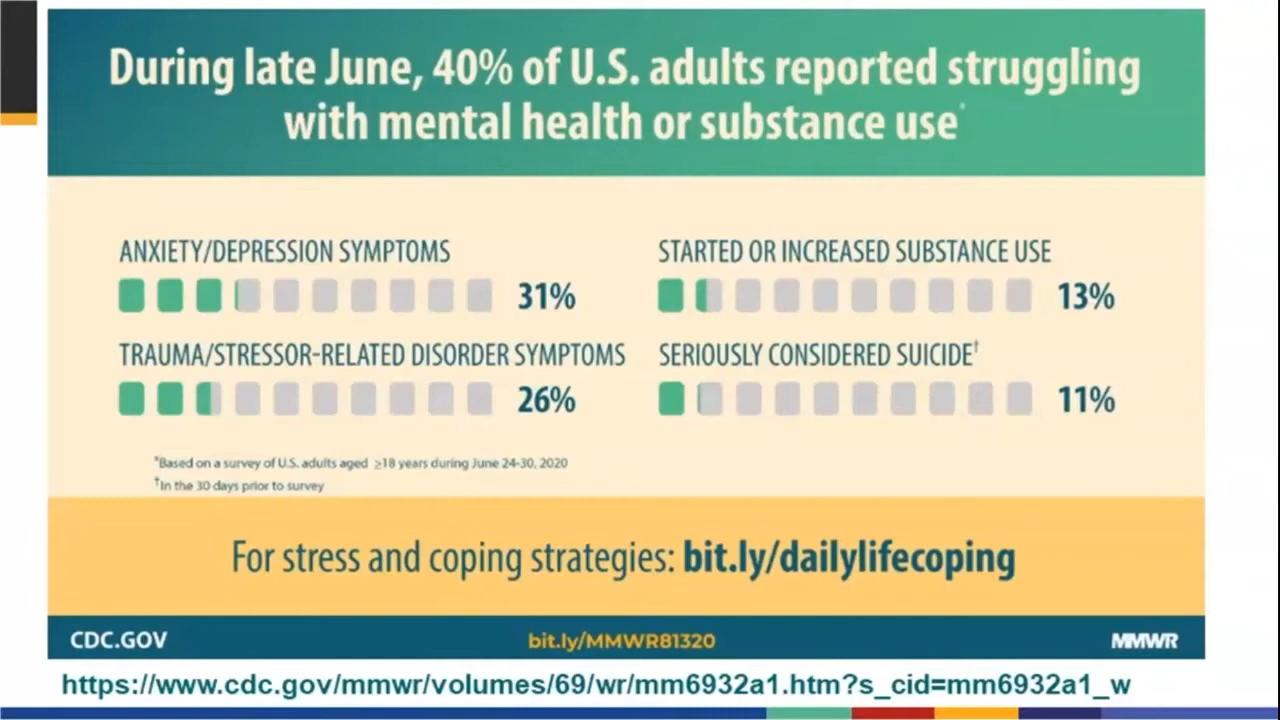 During late June, 40% of U.S. adults reported struggling
with mental health or substance use*
ANXIETY/DEPRESSION SYMPTOMS
31%
STARTED OR INCREASED SUBSTANCE USE
13%
TRAUMA/STRESSOR-RELATED DISORDER SYMPTOMS
26%
SERIOUSLY CONSIDERED SUICIDE†
11%
*Based on a survey of U.S. adults aged ≥18 years during June 24-30, 2020
†In the 30 days prior to survey
For stress and coping strategies: bit.ly/dailylifecoping
CDC.GOV
bit.ly/MMWR81320
MMWR
https://www.cdc.gov/mmwr/volumes/69/wr/mm6932a1.htm?s_cid=mm6932a1_w